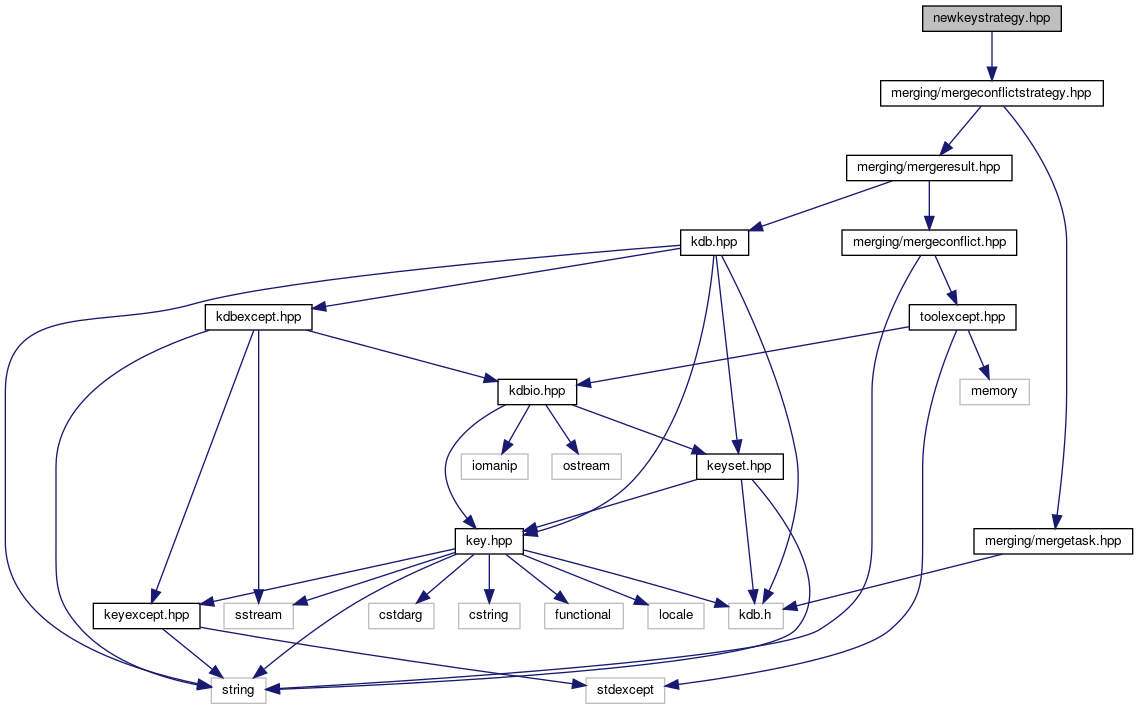 newkeystrategy.hpp
merging/mergeconflictstrategy.hpp
merging/mergeresult.hpp
kdb.hpp
merging/mergeconflict.hpp
kdbexcept.hpp
toolexcept.hpp
kdbio.hpp
memory
iomanip
ostream
keyset.hpp
key.hpp
merging/mergetask.hpp
keyexcept.hpp
sstream
cstdarg
cstring
functional
locale
kdb.h
string
stdexcept